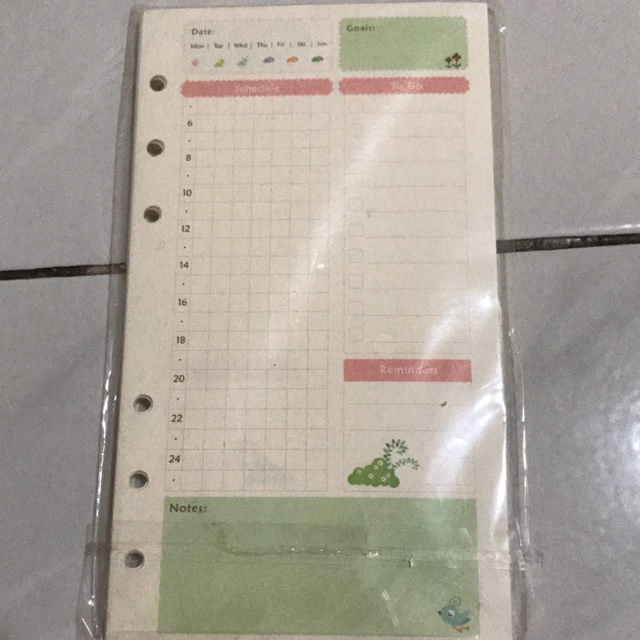 Date:
Mon | Tue | Wed | Thu | Fri | Sat | Sun
Goals:
Schedule
To Do
6
8
10
12
14
16
18
20
22
24
Reminders
Notes: